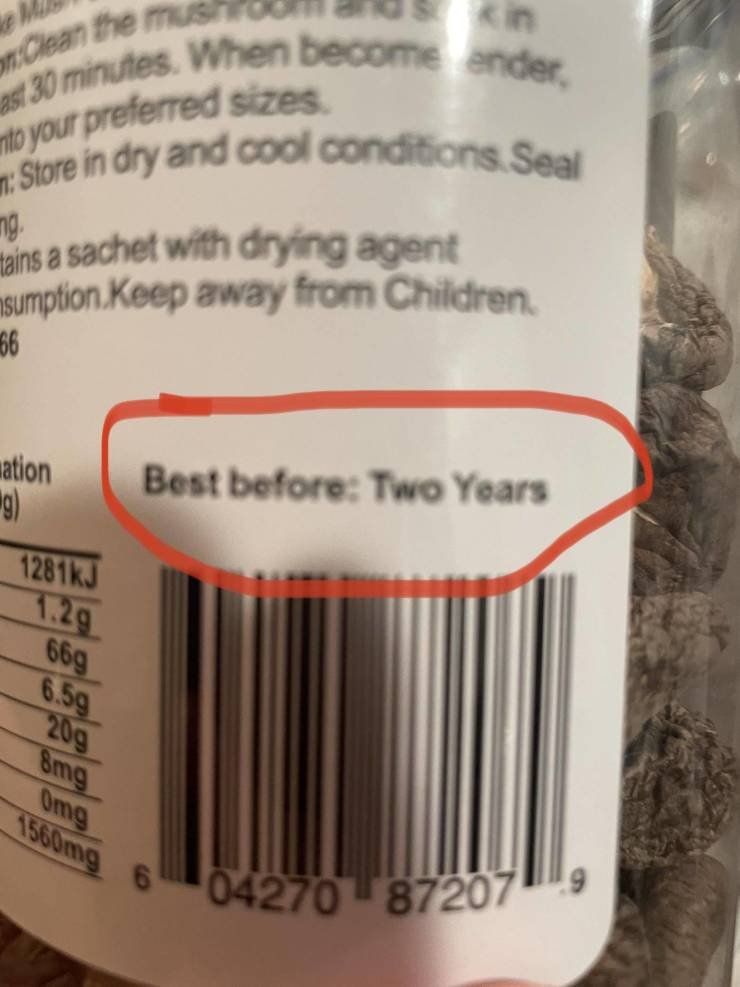 Clean the mushroom and s k in
ast 30 minutes. When become ender,
nto your preferred sizes.
n: Store in dry and cool conditions.Seal
ng.
tains a sachet with drying agent
nsumption.Keep away from Children.
66
ation
g)
Best before: Two Years
1281kJ
1.2g
66g
6.5g
20g
8mg
0mg
1560mg
6 04270 87207 9